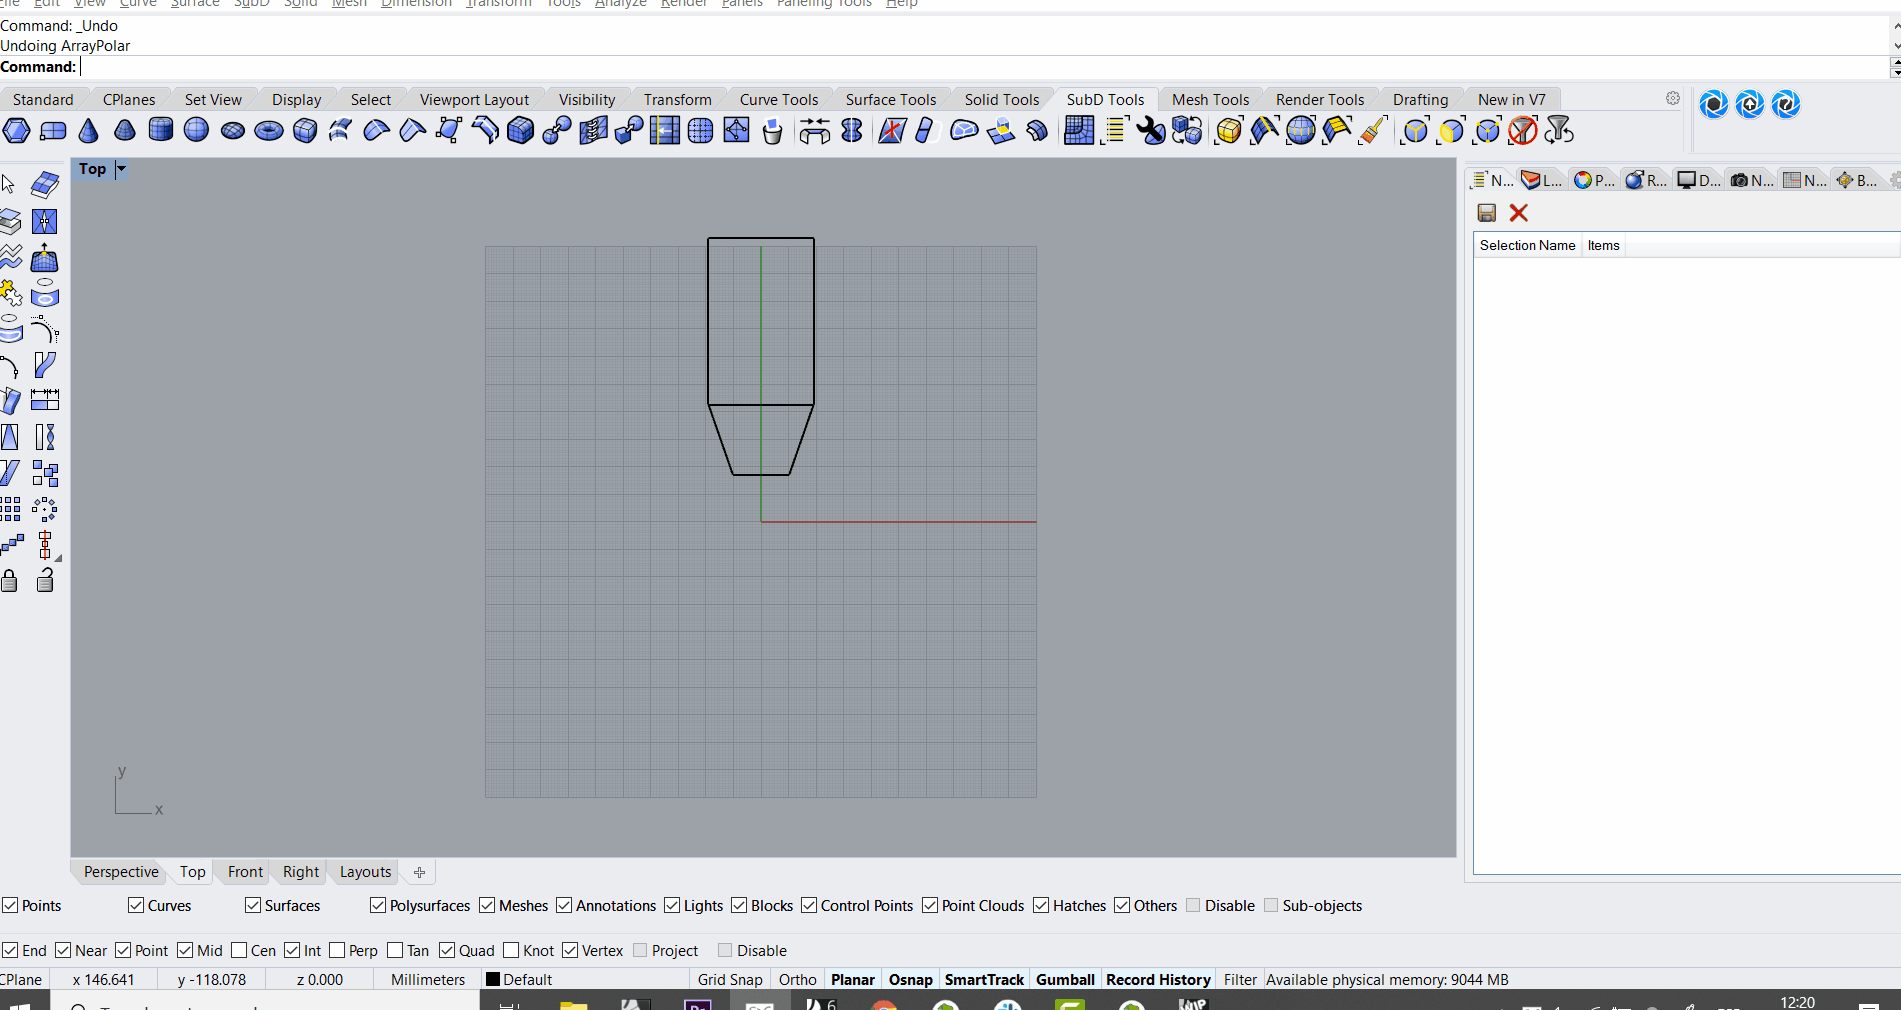 File Edit View Curve Surface SubD Solid Mesh Dimension Transform Tools Analyze Render Panels Paneling Tools Help
Command: _Undo
Undoing ArrayPolar
Command:
Standard CPlanes Set View Display Select Viewport Layout Visibility Transform Curve Tools Surface Tools Solid Tools SubD Tools Mesh Tools Render Tools Drafting New in V7
Top
N... L... P... R... D... N... N... B...
Selection Name Items
y
x
Perspective Top Front Right Layouts
Points Curves Surfaces Polysurfaces Meshes Annotations Lights Blocks Control Points Point Clouds Hatches Others Disable Sub-objects
End Near Point Mid Cen Int Perp Tan Quad Knot Vertex Project Disable
CPlane x 146.641 y -118.078 z 0.000 Millimeters Default Grid Snap Ortho Planar Osnap SmartTrack Gumball Record History Filter Available physical memory: 9044 MB
12:20